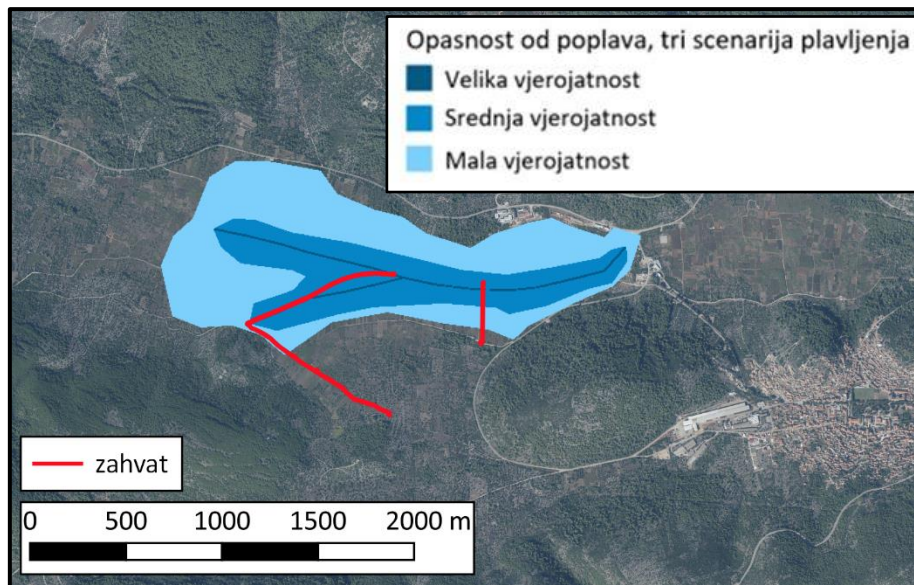 Opasnost od poplava, tri scenarija plavljenja
Velika vjerojatnost
Srednja vjerojatnost
Mala vjerojatnost
zahvat
0 500 1000 1500 2000 m